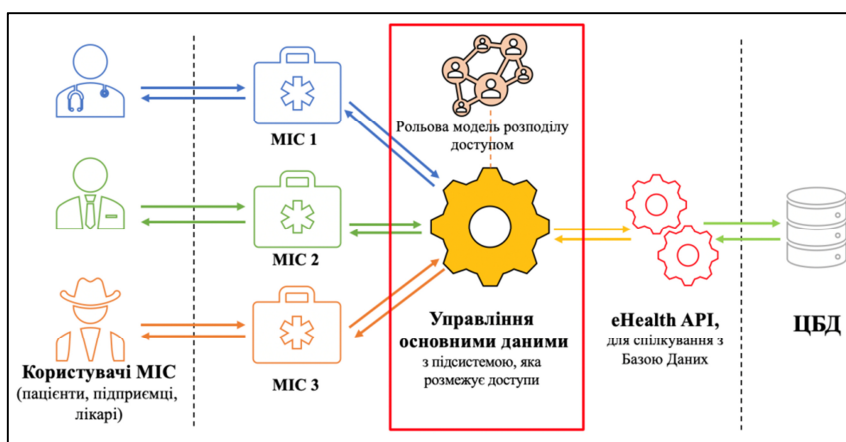 Рольова модель розподілу
доступом
МІС 1
МІС 2
МІС 3
Користувачі МІС
(пацієнти, підприємці,
лікарі)
Управління
основними даними
з підсистемою, яка
розмежує доступи
eHealth API,
для спілкування з
Базою Даних
ЦБД